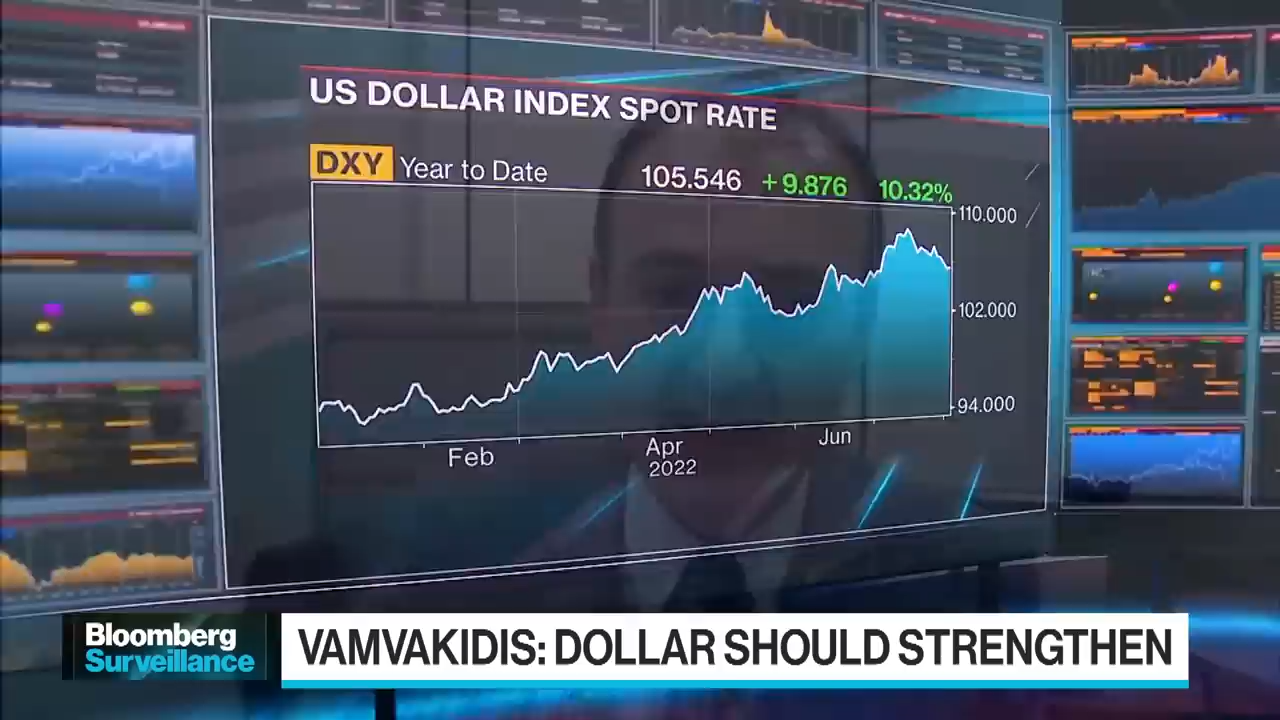 US DOLLAR INDEX SPOT RATE
DXY Year to Date 105.546 +9.876 10.32%
110.000
102.000
94.000
Feb Apr Jun
2022
Bloomberg
Surveillance
VAMVAKIDIS: DOLLAR SHOULD STRENGTHEN